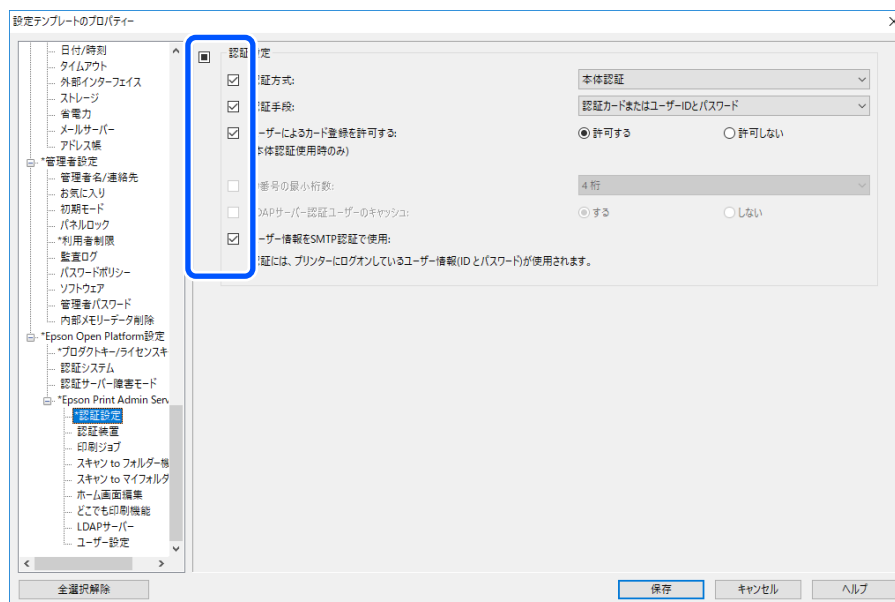 設定テンプレートのプロパティー
日付/時刻
タイムアウト
外部インターフェイス
ストレージ
省電力
メールサーバー
アドレス帳
*管理者設定
管理者名/連絡先
お気に入り
初期モード
パネルロック
*利用者制限
監査ログ
パスワードポリシー
ソフトウェア
管理者パスワード
内部メモリーデータ削除
*Epson Open Platform設定
*プロダクトキー/ライセンスキ
認証システム
認証サーバー障害モード
*Epson Print Admin Serv
*認証設定
認証装置
印刷ジョブ
スキャン to フォルダー機
スキャン to マイフォルダ
ホーム画面編集
どこでも印刷機能
LDAPサーバー
ユーザー設定
全選択解除
認証設定
証方式: 本体認証
証手段: 認証カードまたはユーザーIDとパスワード
ーザーによるカード登録を許可する: 許可する 許可しない
本体認証使用時のみ)
番号の最小桁数: 4 桁
DAPサーバー認証ユーザーのキャッシュ: する しない
ーザー情報をSMTP認証で使用:
証には、プリンターにログオンしているユーザー情報(ID とパスワード)が使用されます。
保存 キャンセル ヘルプ